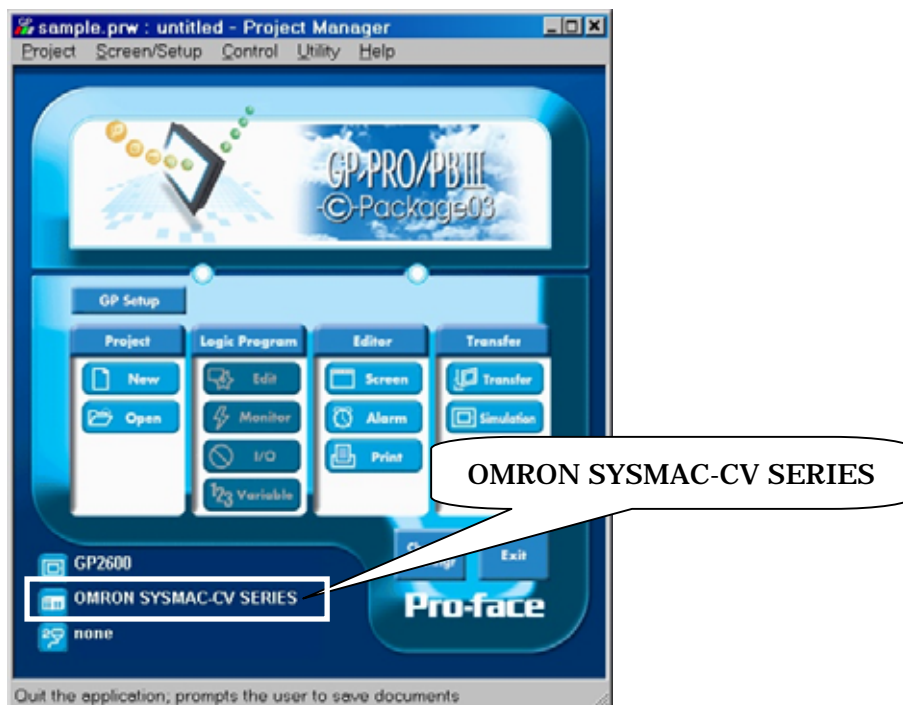 sample.prw : untitled - Project Manager
Project Screen/Setup Control Utility Help
GP-PRO/PBIII
-©-Package03
GP Setup
Project Logic Program Editor Transfer
New Edit Screen Transfer
Open Monitor Alarm Simulation
I/O Print
123 Variable
OMRON SYSMAC-CV SERIES
Exit
GP2600
OMRON SYSMAC-CV SERIES
Pro-face
none
Quit the application; prompts the user to save documents